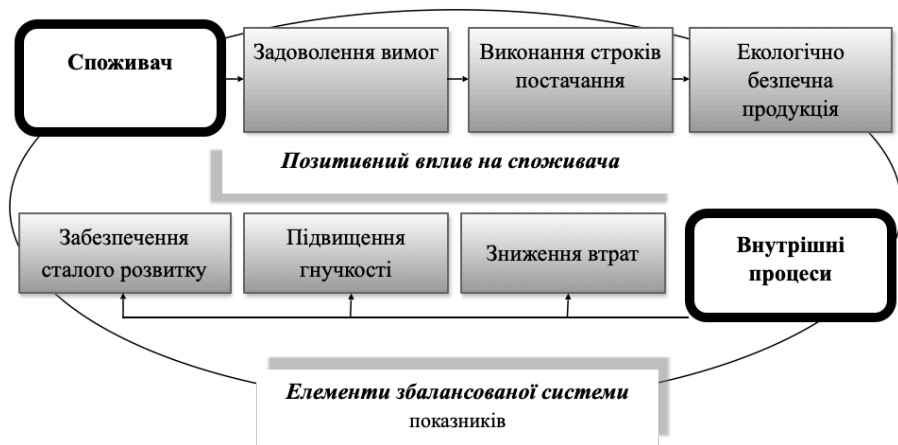 Споживач
Задоволення вимог
Виконання строків
постачання
Екологічно
безпечна
продукція
Позитивний вплив на споживача
Забезпечення
сталого розвитку
Підвищення
гнучкості
Зниження втрат
Внутрішні
процеси
Елементи збалансованої системи
показників